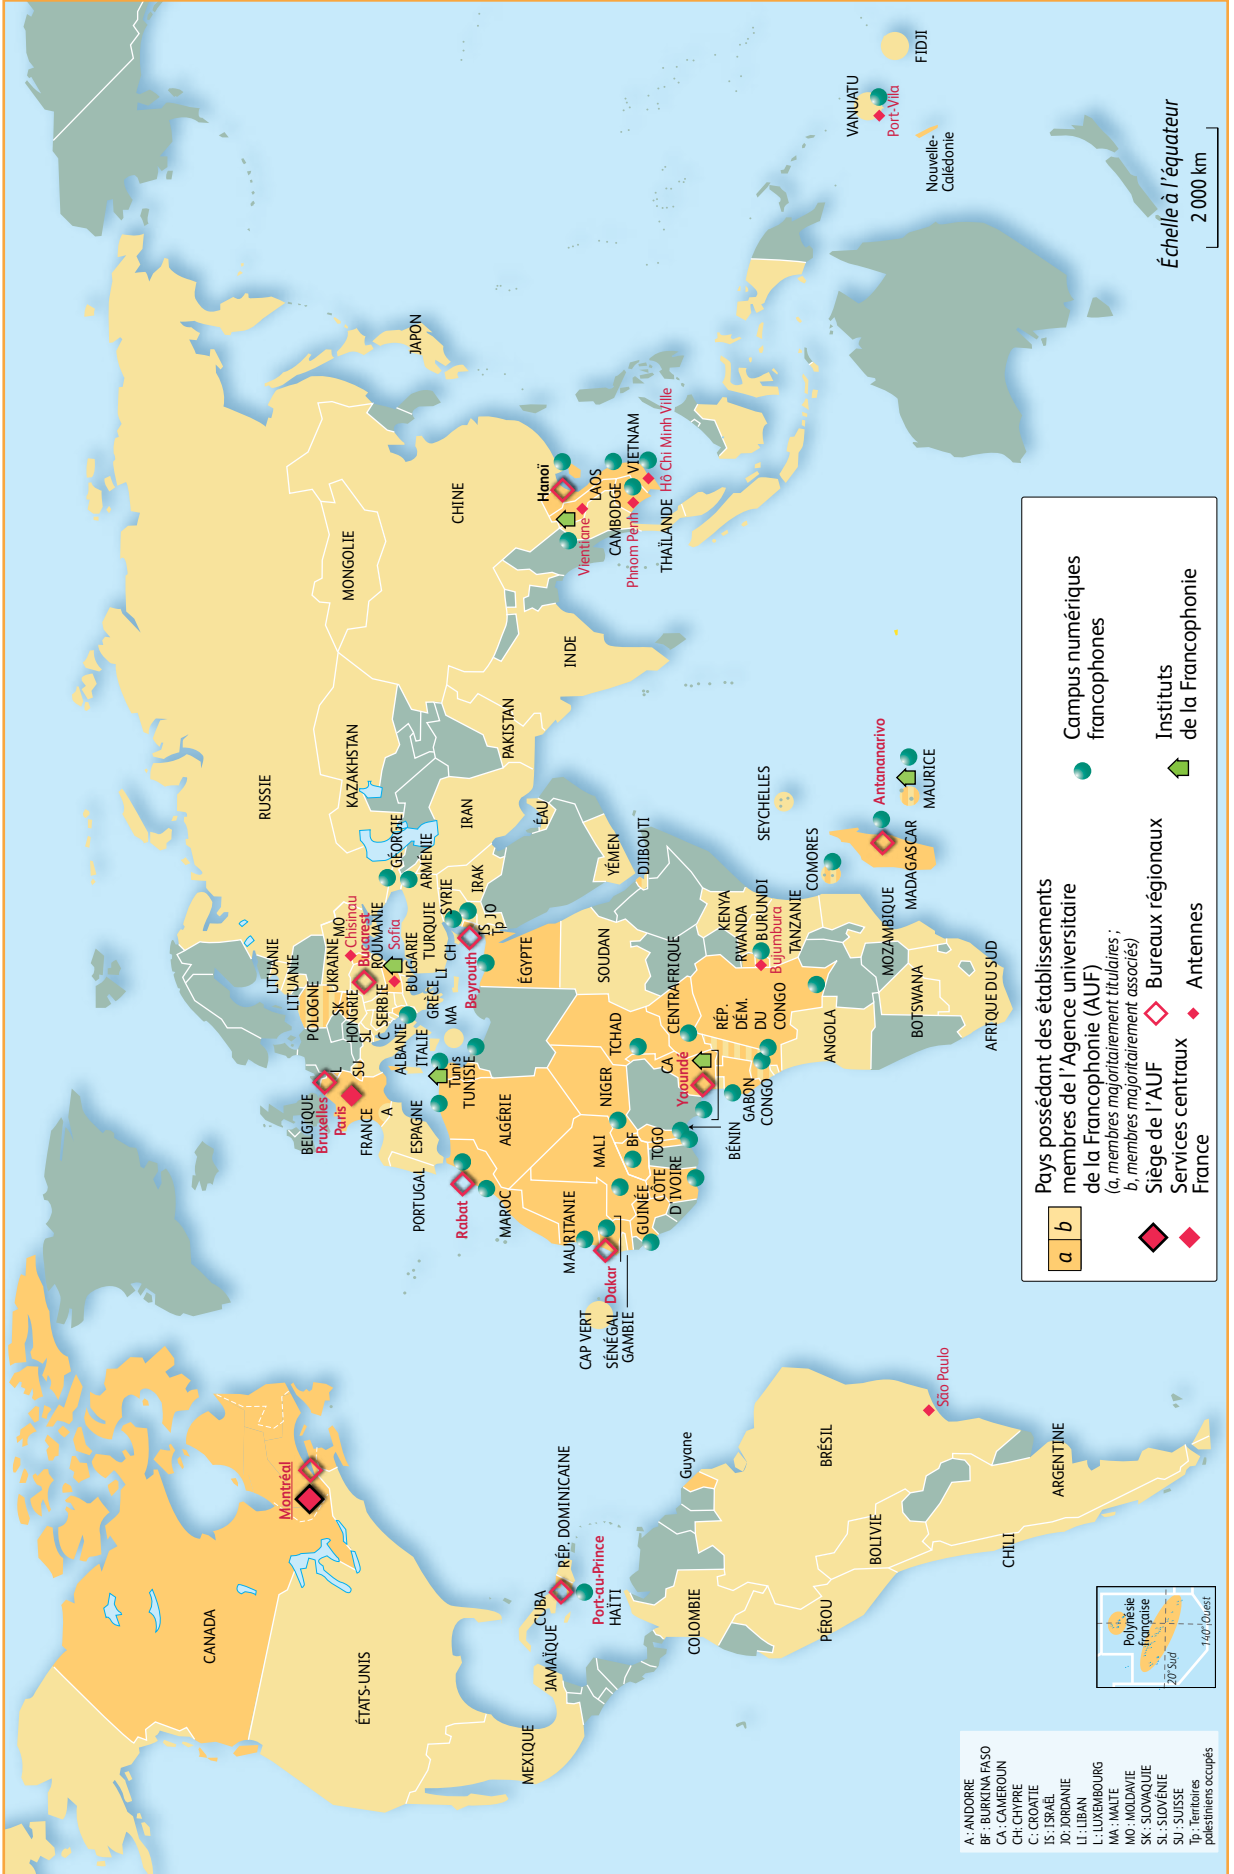 CANADA
Montréal
ÉTATS-UNIS
MEXIQUE
CUBA
JAMAÏQUE
RÉP. DOMINICAINE
Port-au-Prince
HAÏTI
COLOMBIE
Guyane
PÉROU
BRÉSIL
BOLIVIE
São Paulo
CHILI
ARGENTINE
RUSSIE
LITUANIE
LITUANIE
POLOGNE
UKRAINE
MO
SK
Chisinau
HONGRIE
Bucarest
ROUMANIE
SL
C
SERBIE
Sofia
BULGARIE
ALBANIE
ITALIE
GRÈCE
BELGIQUE
Bruxelles
L
Paris
SU
FRANCE
A
ESPAGNE
PORTUGAL
MA
LI
CH
TURQUIE
SYRIE
GÉORGIE
ARMÉNIE
KAZAKHSTAN
IRAN
IRAK
IS
JO
Tp
Beyrouth
Tunis
TUNISIE
Rabat
MAROC
ALGÉRIE
ÉGYPTE
ÉAU
YÉMEN
PAKISTAN
INDE
MONGOLIE
CHINE
JAPON
Hanoï
LAOS
Vientiane
CAMBODGE
VIETNAM
Phnom Penh
Hô Chi Minh Ville
THAÏLANDE
VANUATU
Port-Vila
FIDJI
Nouvelle-
Calédonie
CAP VERT
MAURITANIE
Dakar
SÉNÉGAL
GAMBIE
MALI
BF
NIGER
TCHAD
SOUDAN
DJIBOUTI
GUINÉE
CÔTE
D'IVOIRE
TOGO
BÉNIN
CA
Yaoundé
CENTRAFRIQUE
GABON
CONGO
RÉP.
DÉM.
DU
CONGO
KENYA
RWANDA
BURUNDI
Bujumbura
TANZANIE
SEYCHELLES
COMORES
ANGOLA
MOZAMBIQUE
MADAGASCAR
Antananarivo
MAURICE
BOTSWANA
AFRIQUE DU SUD
Échelle à l'équateur
2 000 km
A : ANDORRE
BF : BURKINA FASO
CA : CAMEROUN
CH: CHYPRE
C : CROATIE
IS : ISRAËL
JO: JORDANIE
LI : LIBAN
L : LUXEMBOURG
MA : MALTE
MO : MOLDAVIE
SK : SLOVAQUIE
SL : SLOVÉNIE
SU : SUISSE
Tp : Territoires
palestiniens occupés
Polynésie
française
20° Sud
140° Ouest
a b
Pays possédant des établissements
membres de l'Agence universitaire
de la Francophonie (AUF)
(a, membres majoritairement titulaires ;
b, membres majoritairement associés)
Siège de l'AUF
Bureaux régionaux
Services centraux
France
Antennes
Campus numériques
francophones
Instituts
de la Francophonie